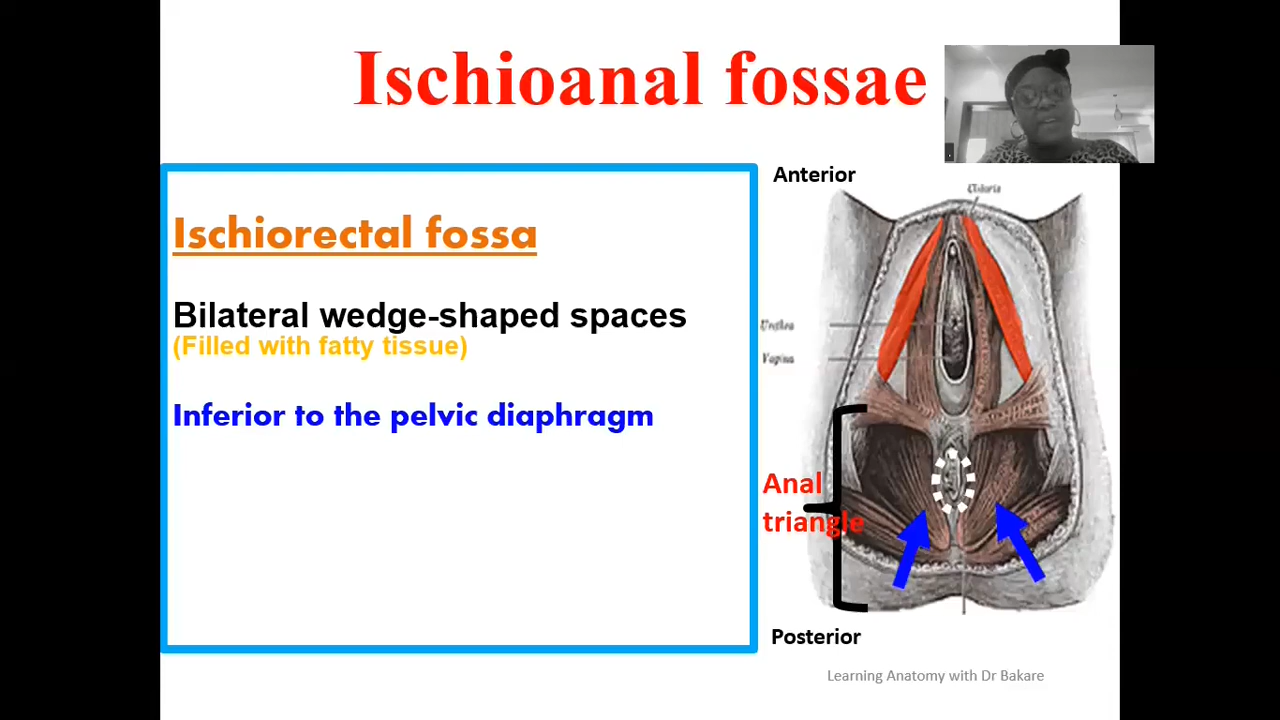 Ischioanal fossae
Ischiorectal fossa
Bilateral wedge-shaped spaces
(Filled with fatty tissue)
Inferior to the pelvic diaphragm
Anterior
Clitoris
Urethra
Vagina
Anal
triangle
Posterior
Learning Anatomy with Dr Bakare